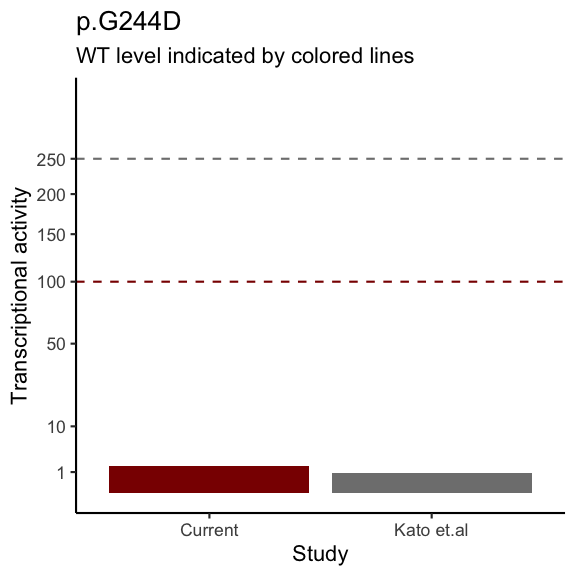 p.G244D
WT level indicated by colored lines
Transcriptional activity
250
200
150
100
50
10
1
Current
Kato et.al
Study